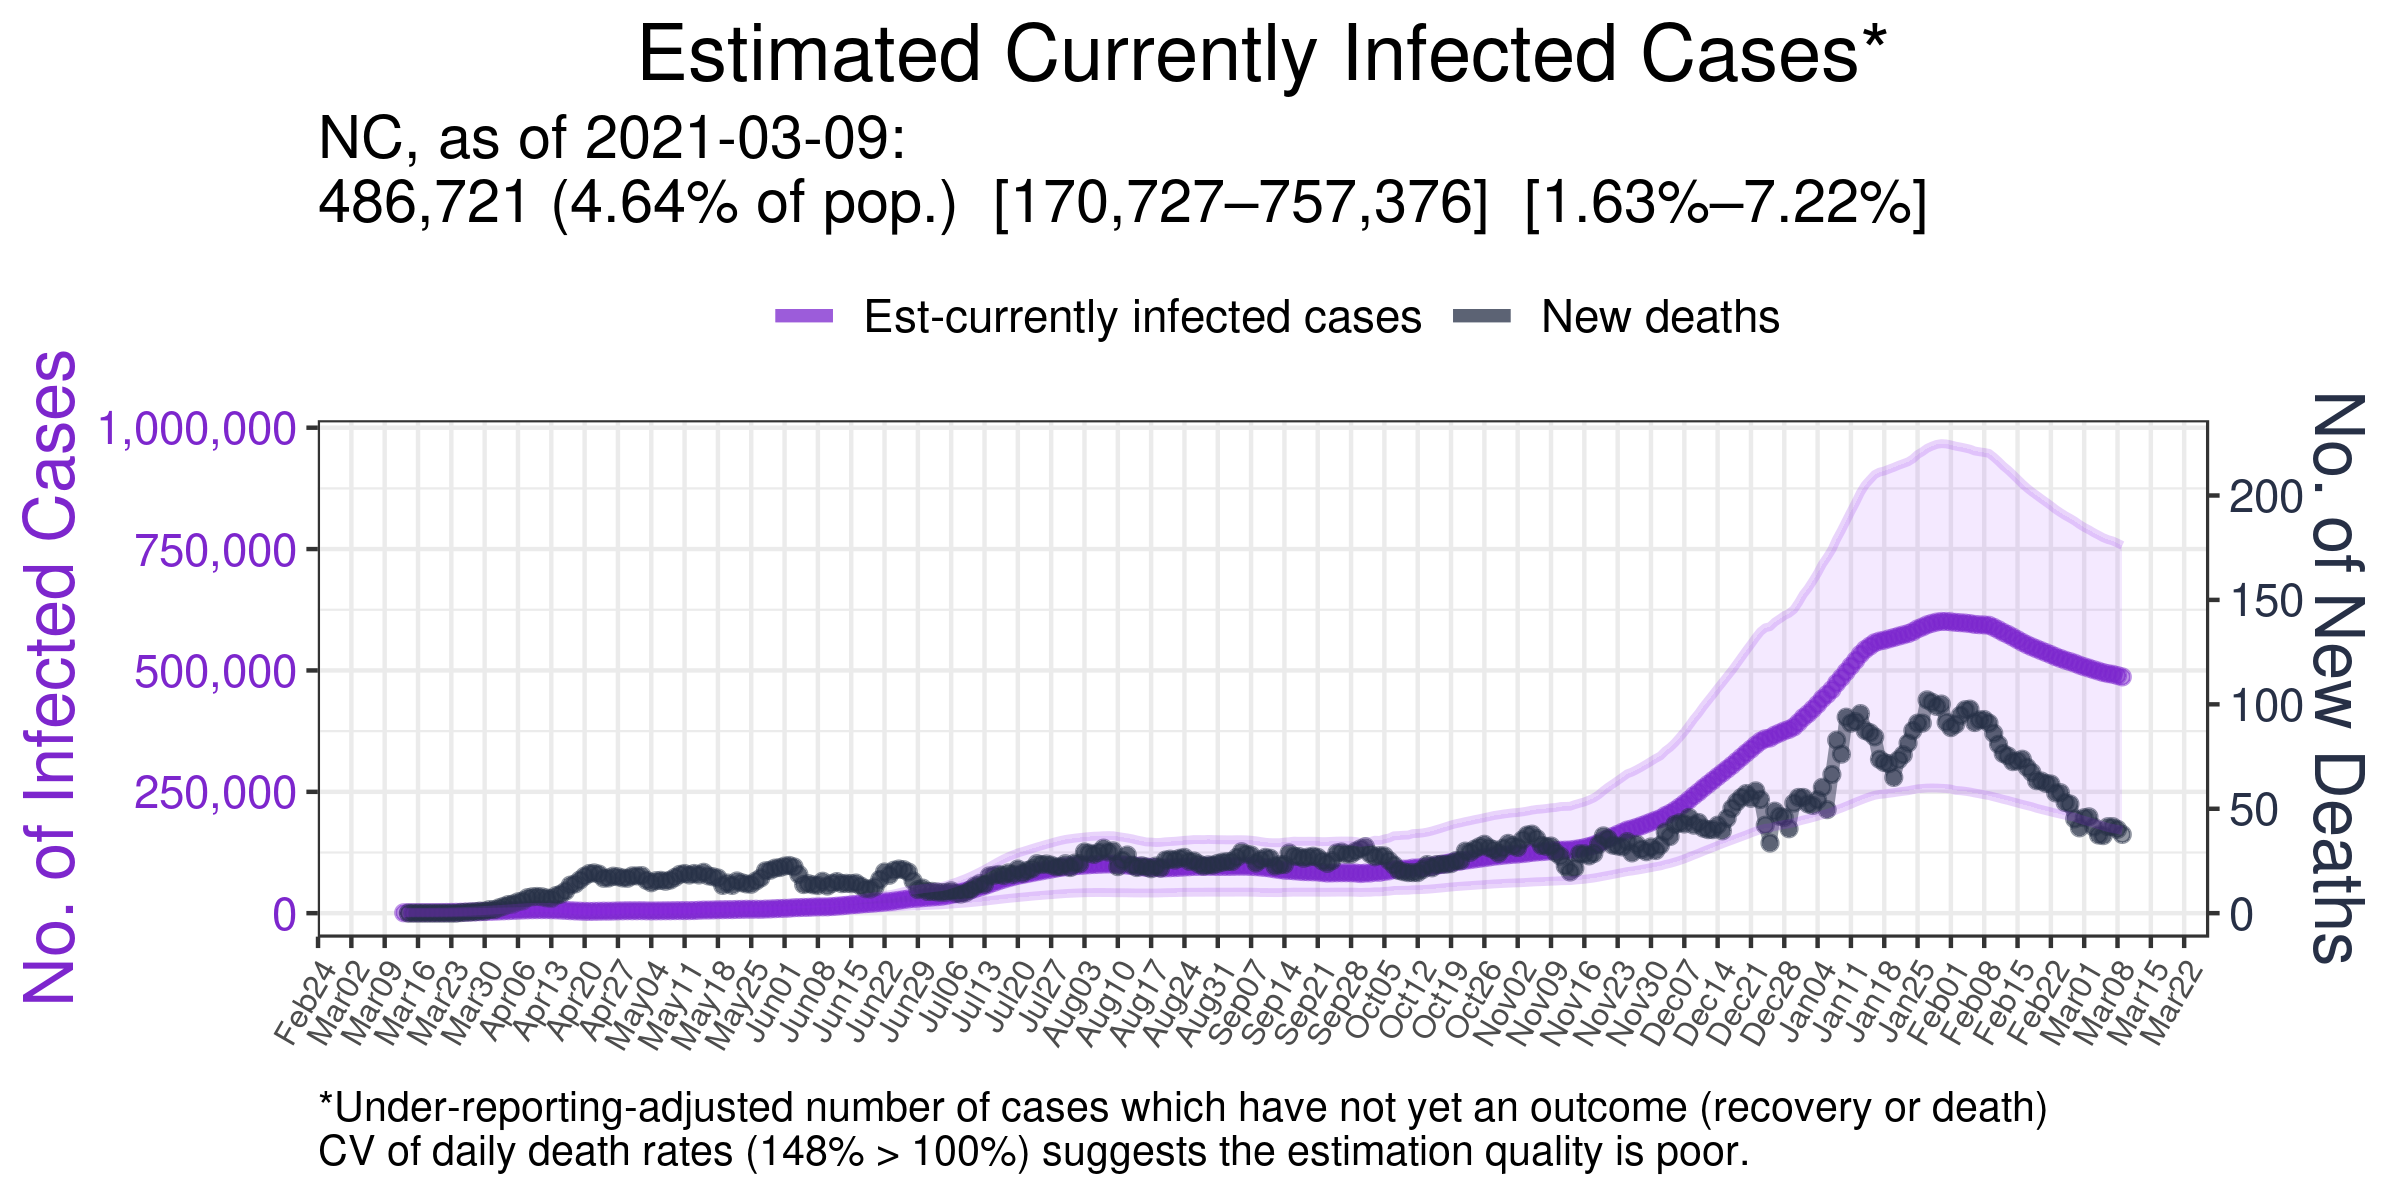 Estimated Currently Infected Cases*
NC, as of 2021-03-09:
486,721 (4.64% of pop.)  [170,727–757,376]  [1.63%–7.22%]
Est-currently infected cases
New deaths
No. of Infected Cases
1,000,000
750,000
500,000
250,000
0
200
150
100
50
0
No. of New Deaths
Feb24
Mar02
Mar09
Mar16
Mar23
Mar30
Apr06
Apr13
Apr20
Apr27
May04
May11
May18
May25
Jun01
Jun08
Jun15
Jun22
Jun29
Jul06
Jul13
Jul20
Jul27
Aug03
Aug10
Aug17
Aug24
Aug31
Sep07
Sep14
Sep21
Sep28
Oct05
Oct12
Oct19
Oct26
Nov02
Nov09
Nov16
Nov23
Nov30
Dec07
Dec14
Dec21
Dec28
Jan04
Jan11
Jan18
Jan25
Feb01
Feb08
Feb15
Feb22
Mar01
Mar08
Mar15
Mar22
*Under-reporting-adjusted number of cases which have not yet an outcome (recovery or death)
CV of daily death rates (148% > 100%) suggests the estimation quality is poor.